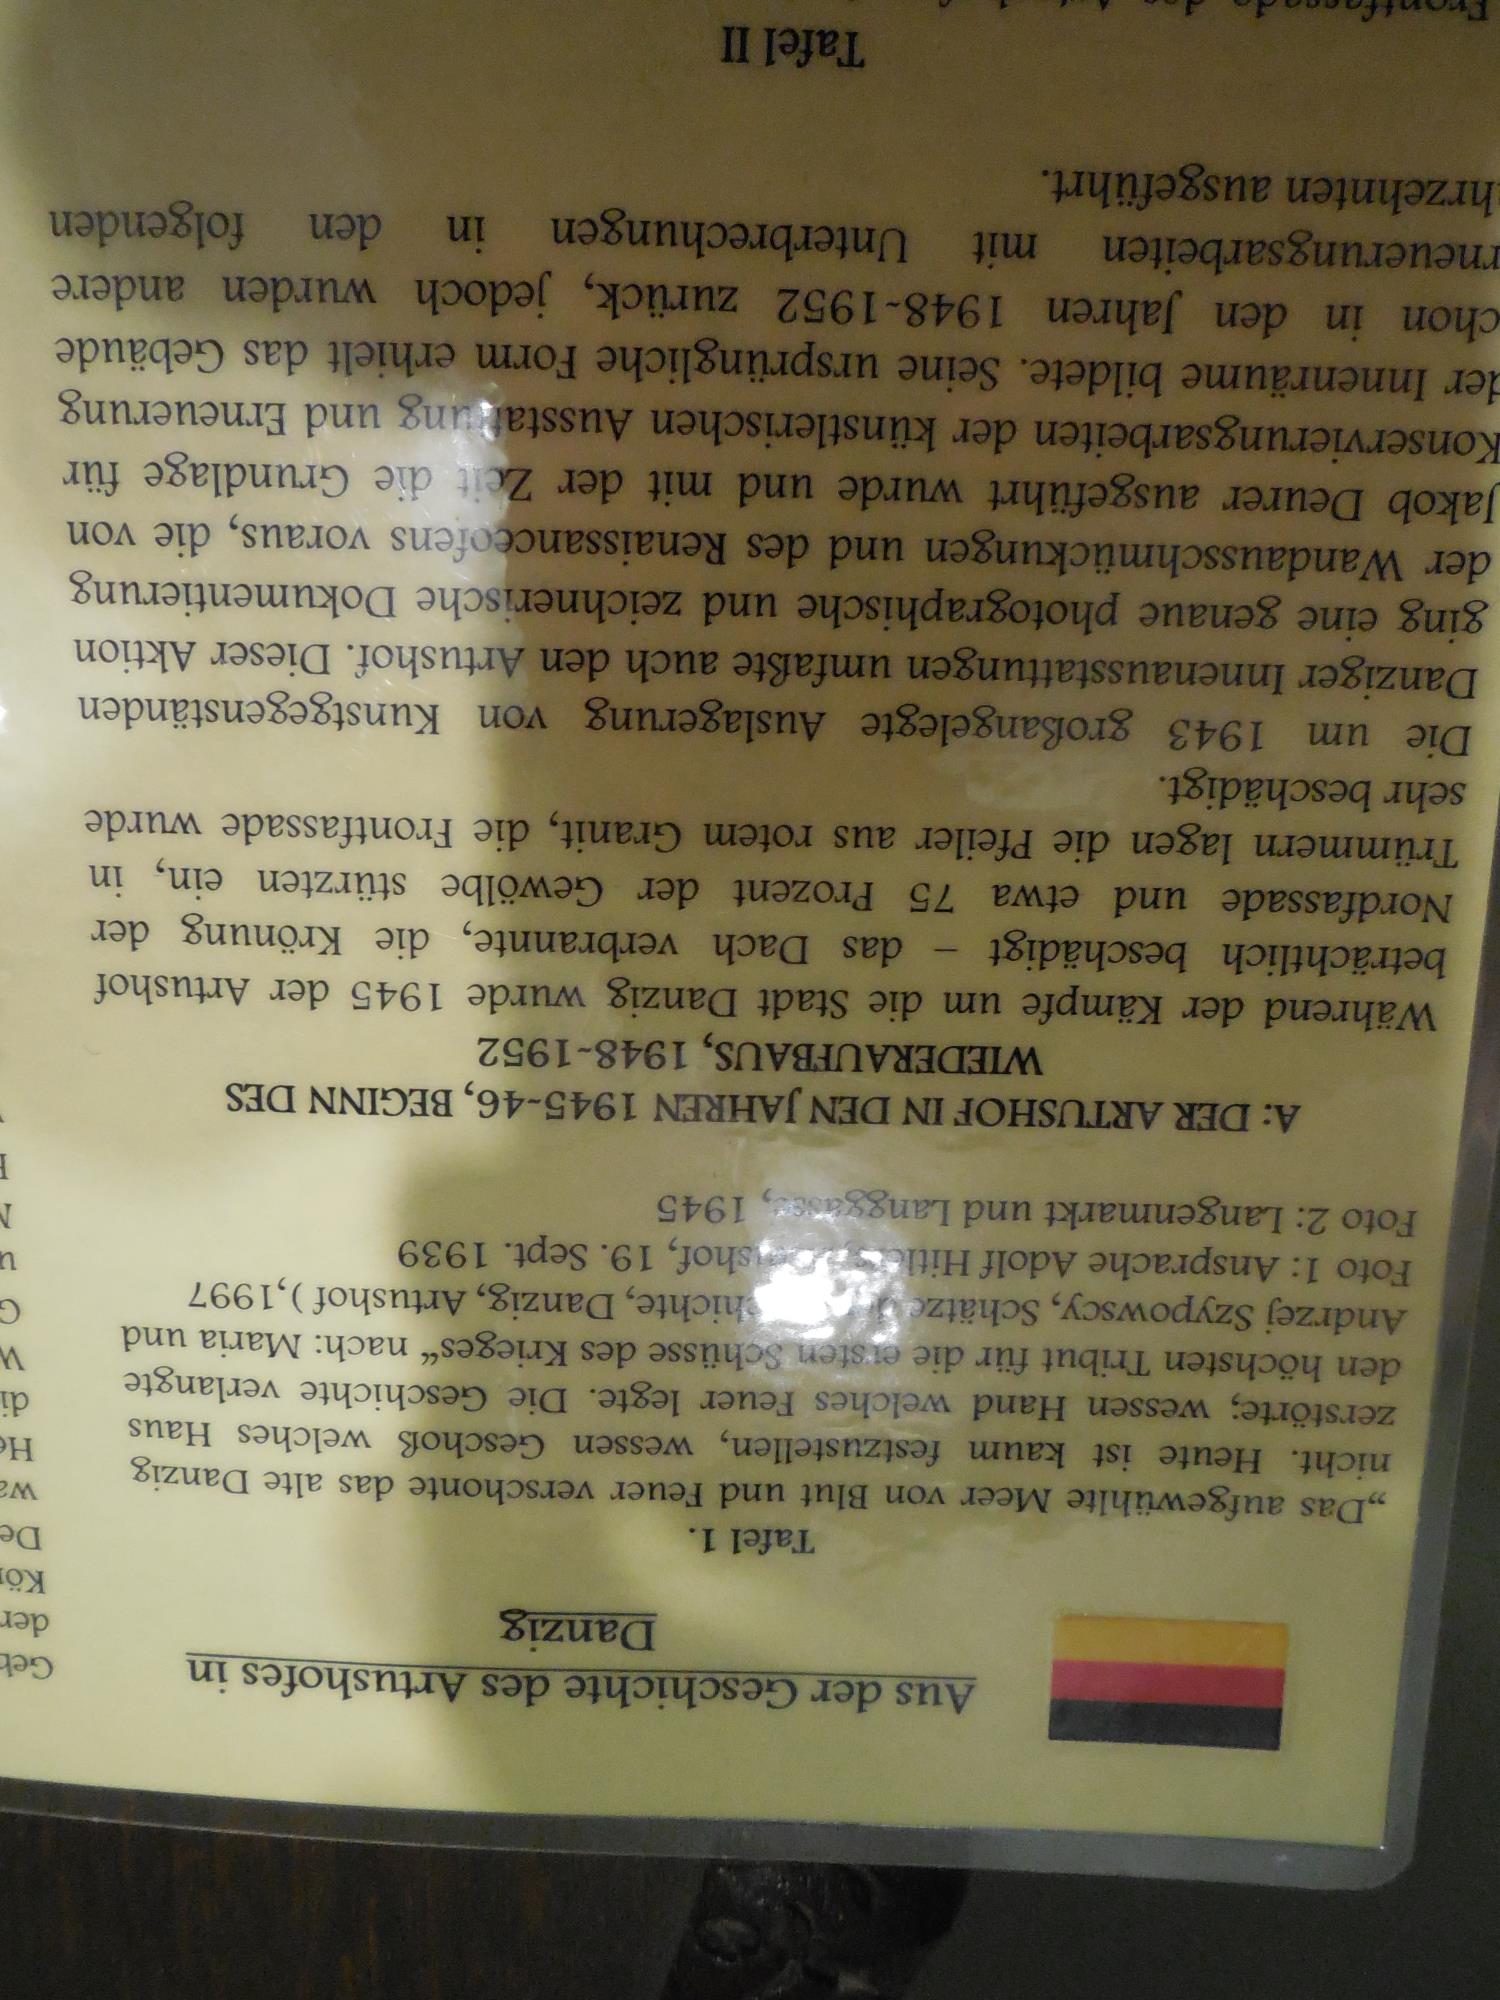 Aus der Geschichte des Artushofes in
Danzig
Tafel 1.
„Das aufgewühlte Meer von Blut und Feuer verschonte das alte Danzig
nicht. Heute ist kaum festzustellen, wessen Geschoß welches Haus
zerstörte; wessen Hand welches Feuer legte. Die Geschichte verlangte
den höchsten Tribut für die ersten Schüsse des Krieges“ nach: Maria und
Andrzej Szypowscy, Schätze Danzig, Artushof ),1997
Foto 1: Ansprache Adolf 19. Sept. 1939
Foto 2: Langenmarkt und Langgasse, 1945
A: DER ARTUSHOF IN DEN JAHREN 1945-46, BEGINN DES
WIEDERAUFBAUS, 1948-1952
Während der Kämpfe um die Stadt Danzig wurde 1945 der Artushof
beträchtlich beschädigt – das Dach verbrannte, die Krönung der
Nordfassade und etwa 75 Prozent der Gewölbe stürzten ein, in
Trümmern lagen die Pfeiler aus rotem Granit, die Frontfassade wurde
sehr beschädigt.
Die um 1943 großangelegte Auslagerung von Kunstgegenständen
Danziger Innenausstattungen umfaßte auch den Artushof. Dieser Aktion
ging eine genaue photographische und zeichnerische Dokumentierung
der Wandausschmückungen und des Renaissanceofens voraus, die von
Jakob Deurer ausgeführt wurde und mit der Zeit die Grundlage für
Konservierungsarbeiten der künstlerischen Ausstattung und Erneuerung
der Innenräume bildete. Seine ursprüngliche Form erhielt das Gebäude
chon in den Jahren 1948-1952 zurück, jedoch wurden andere
rneuerungsarbeiten mit Unterbrechungen in den folgenden
hrzehnten ausgeführt.
Tafel II
Geb
der
Kö
De
wa
He
di
W
G
u
N